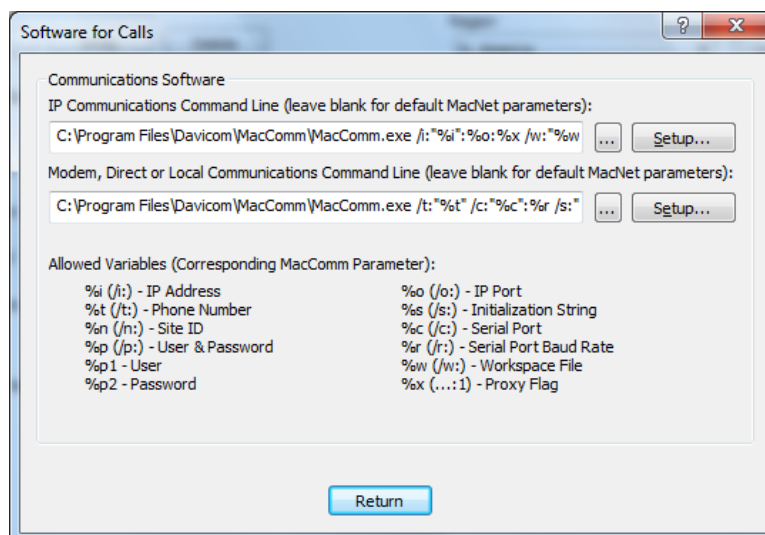 Software for Calls
Communications Software
IP Communications Command Line (leave blank for default MacNet parameters):
C:\Program Files\Davicom\MacComm\MacComm.exe /i:"%i":%o:%x /w:"%w
...
Setup...
Modem, Direct or Local Communications Command Line (leave blank for default MacNet parameters):
C:\Program Files\Davicom\MacComm\MacComm.exe /t:"%t" /c:"%c":%r /s:"
...
Setup...
Allowed Variables (Corresponding MacComm Parameter):
%i (/i:) - IP Address
%t (/t:) - Phone Number
%n (/n:) - Site ID
%p (/p:) - User & Password
%p1 - User
%p2 - Password
%o (/o:) - IP Port
%s (/s:) - Initialization String
%c (/c:) - Serial Port
%r (/r:) - Serial Port Baud Rate
%w (/w:) - Workspace File
%x (...:1) - Proxy Flag
Return